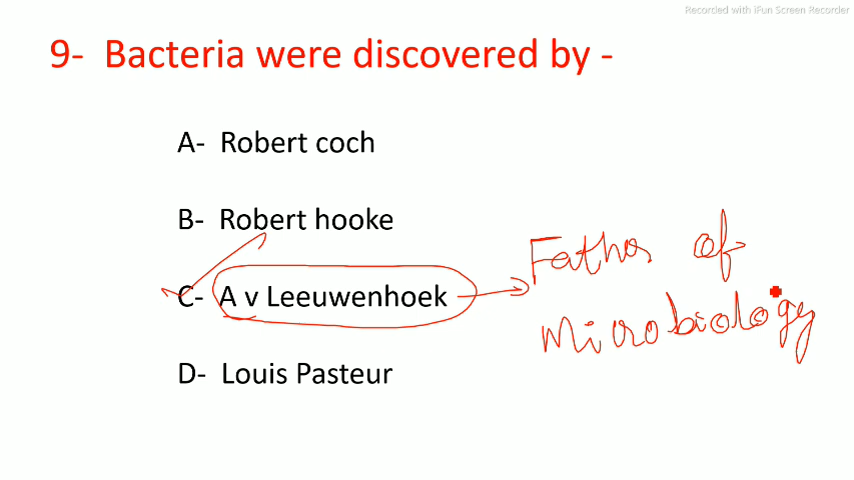 Recorded with iFun Screen Recorder
9- Bacteria were discovered by -
A- Robert coch
B- Robert hooke
C- A v Leeuwenhoek
D- Louis Pasteur
Father of
Microbiology